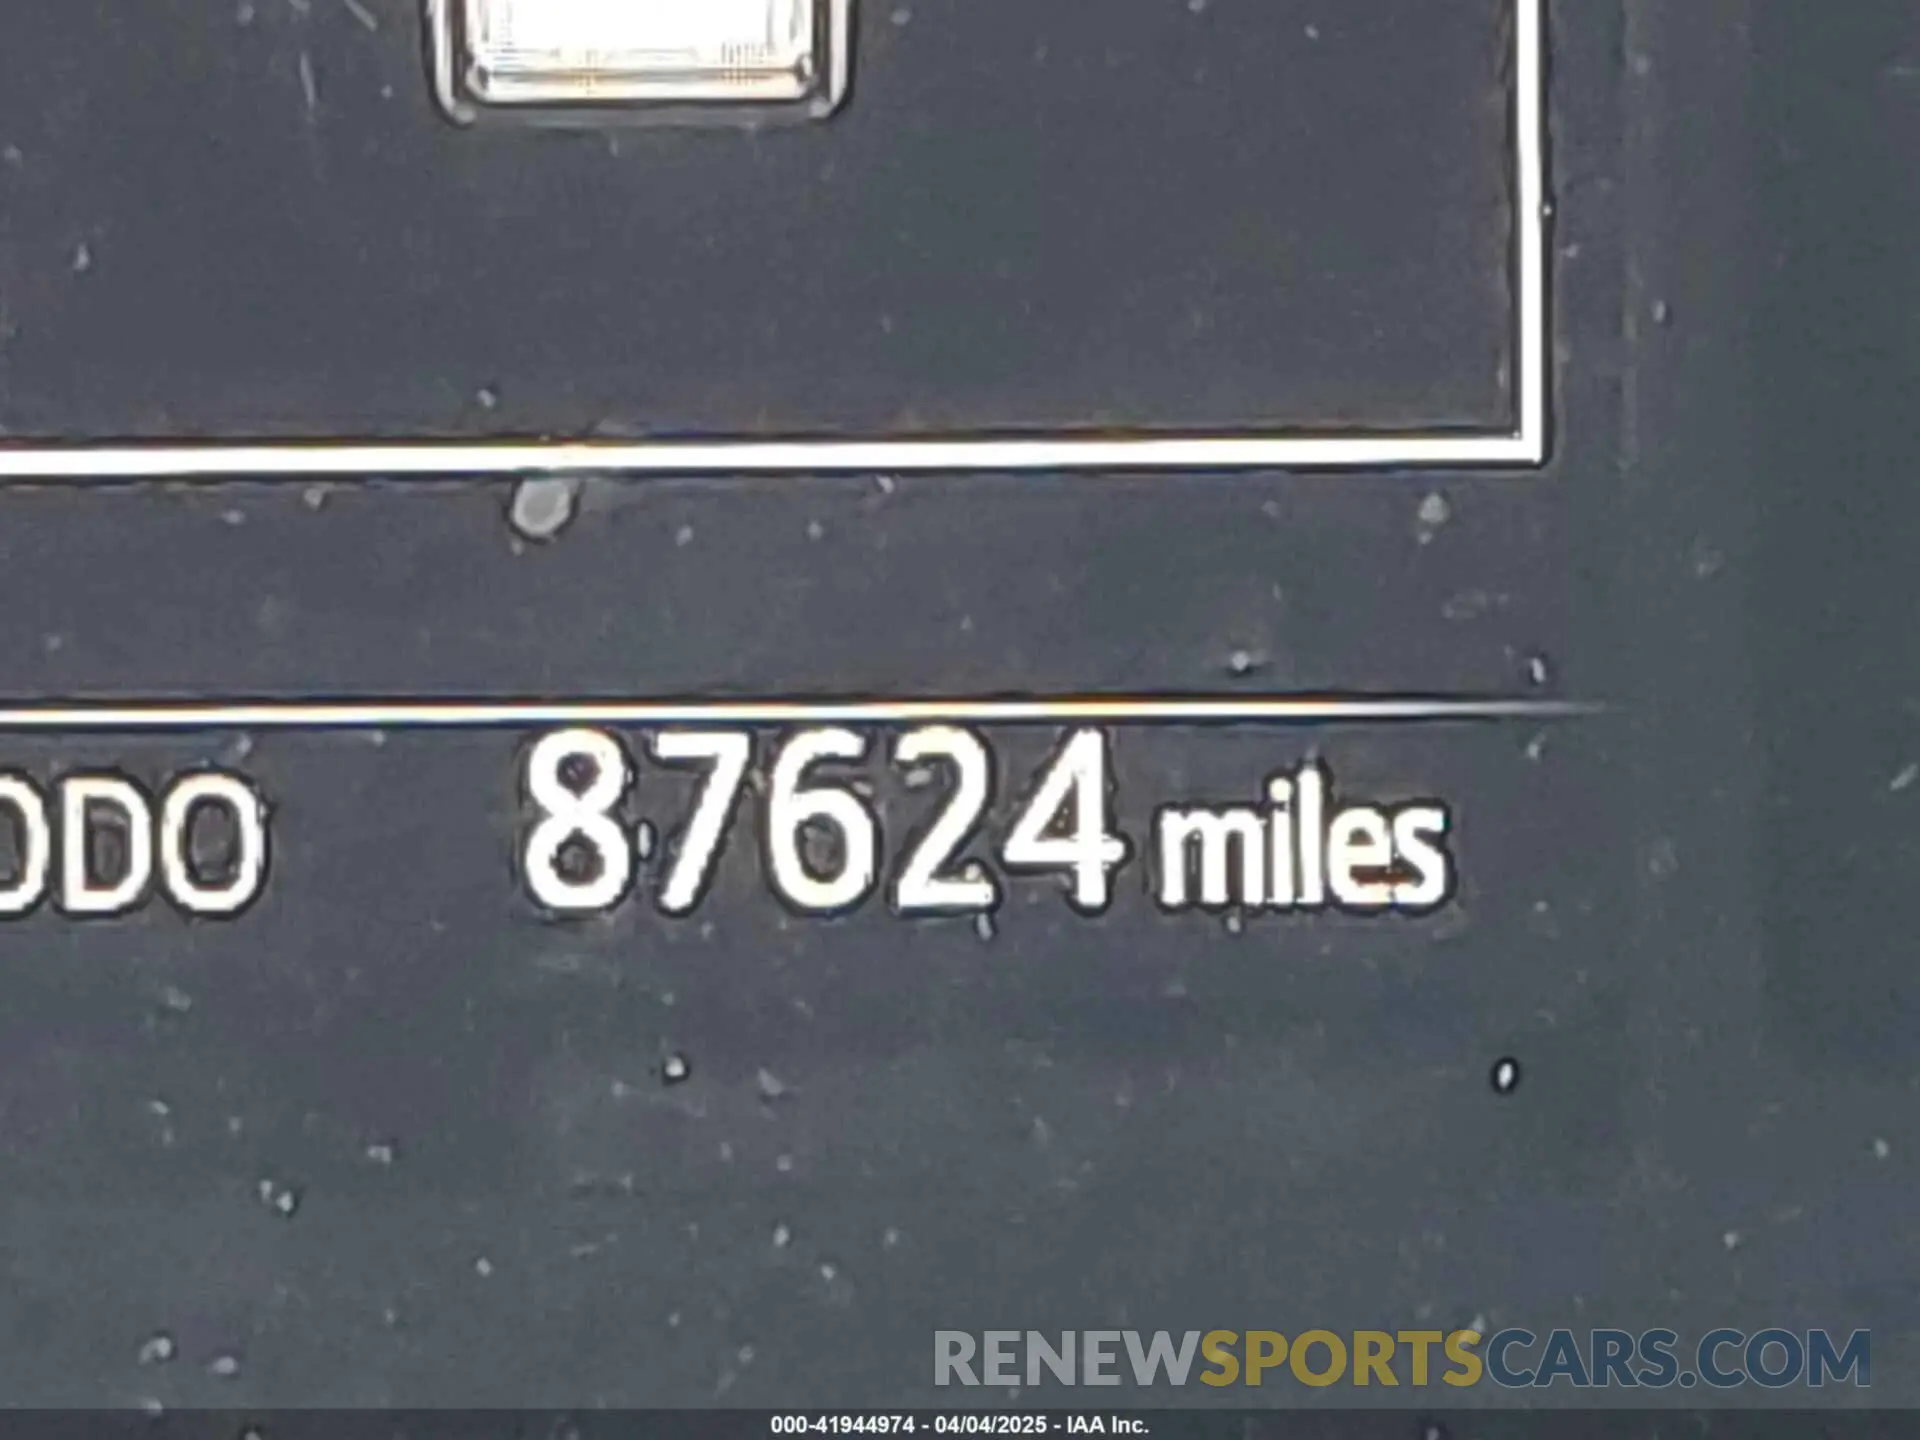 ODO 87624 miles
RENEWSPORTSCARS.COM
000-41944974 - 04/04/2025 - IAA Inc.